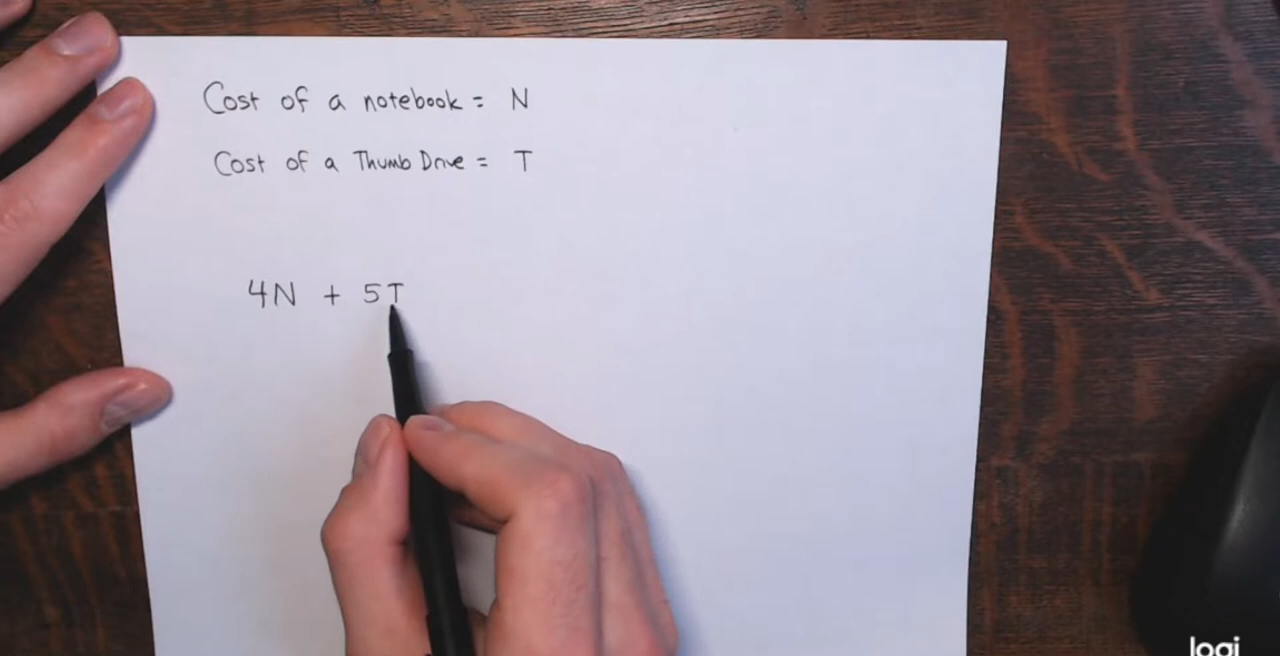 Cost of a notebook = N
Cost of a Thumb Drive = T
4N + 5T
logi